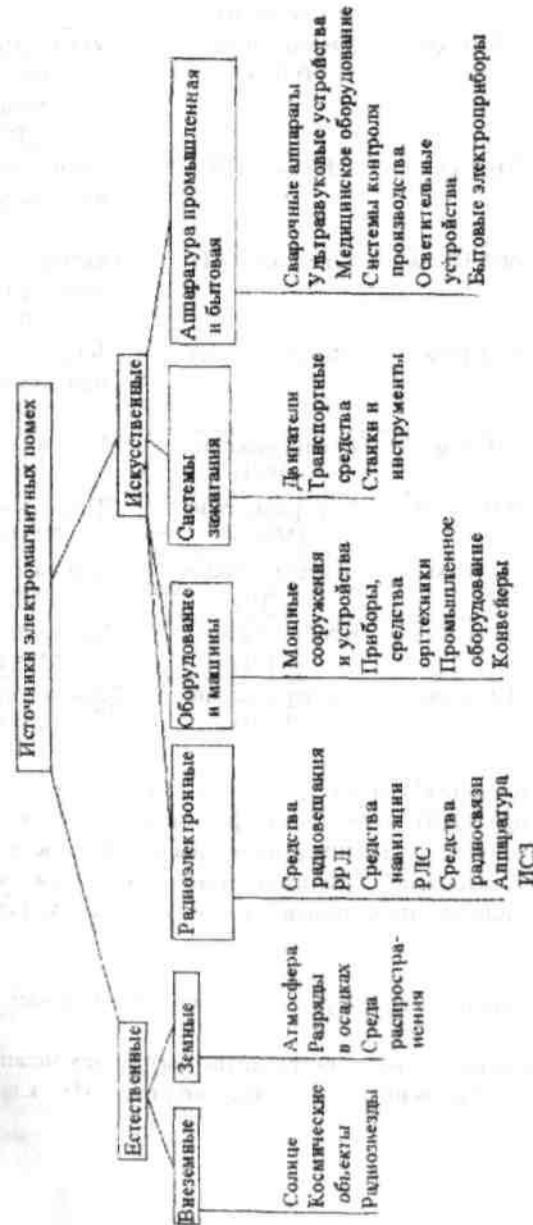 Источники электромагнитных помех
Естественные
Искусственные
Внеземные
Земные
Радиоэлектронные
Оборудование
и машины
Системы
зажигания
Аппаратура промышленная
и бытовая
Солнце
Космические
объекты
Радиозвезды
Атмосфера
Разряды
в осадках
Среда
распростра-
нения
Средства
радиовещания
РРЛ
Средства
навигации
РЛС
Средства
радиосвязи
Аппаратура
ИСЗ
Мощные
сооружения
и устройства
Приборы,
средства
оргтехники
Промышленное
оборудование
Конвейеры
Двигатели
Транспортные
средства
Станки и
инструменты
Сварочные аппараты
Ультразвуковые устройства
Медицинское оборудование
Системы контроля
производства
Осветительные
устройства
Бытовые электроприборы